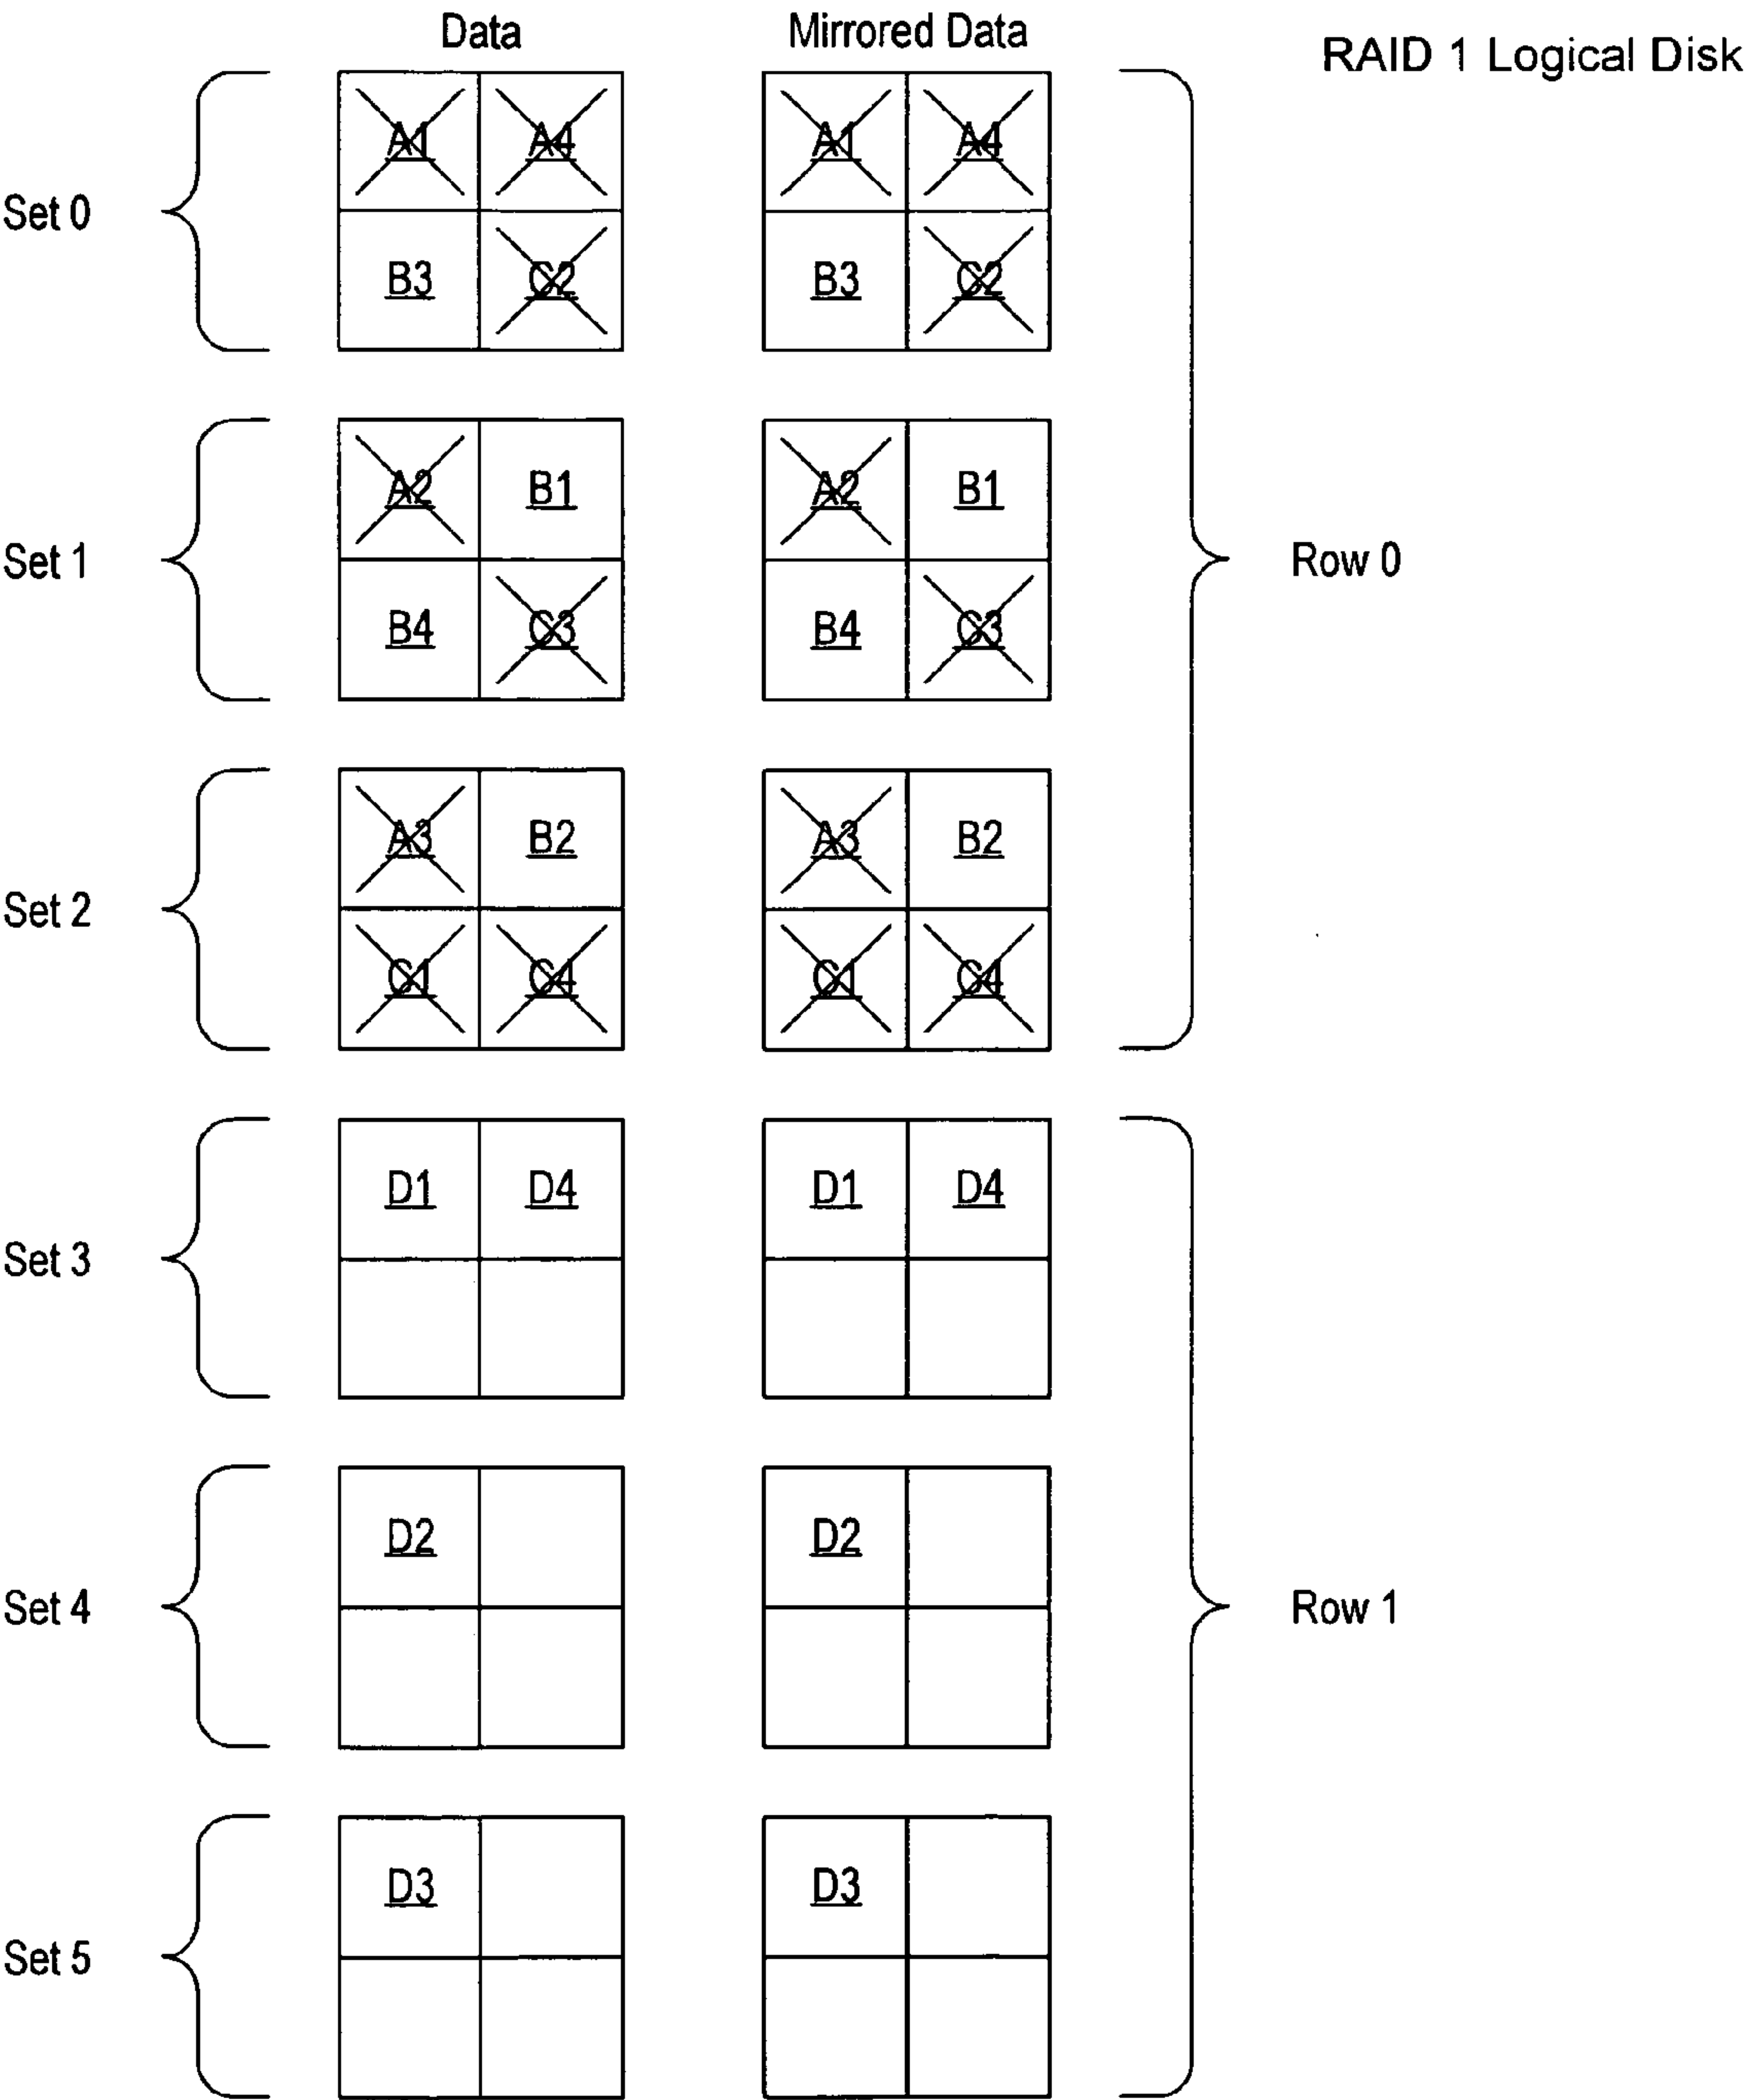 Data Mirrored Data
RAID 1 Logical Disk
A1 A4 A1 A4
Set 0
B3 C2 B3 C2
A2 B1 A2 B1
Set 1 Row 0
B4 C3 B4 C3
A3 B2 A3 B2
Set 2
C1 C4 C1 C4
D1 D4 D1 D4
Set 3
D2 D2
Set 4 Row 1
D3 D3
Set 5